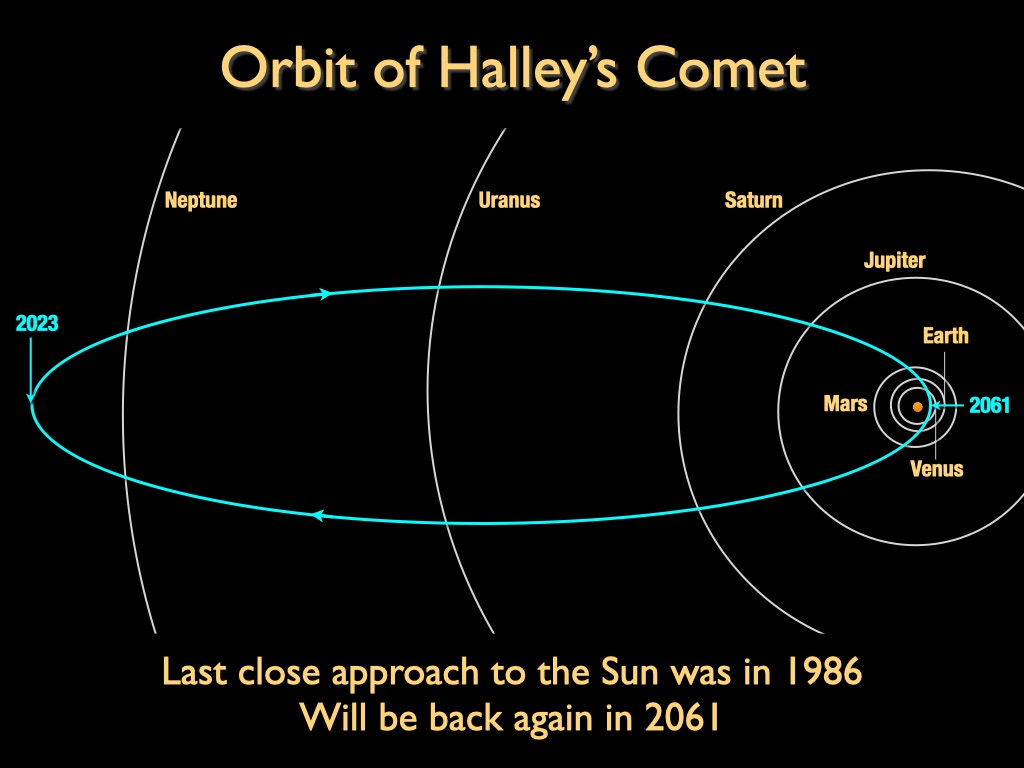 Orbit of Halley’s Comet
Neptune
Uranus
Saturn
Jupiter
2023
Earth
Mars
2061
Venus
Last close approach to the Sun was in 1986
Will be back again in 2061